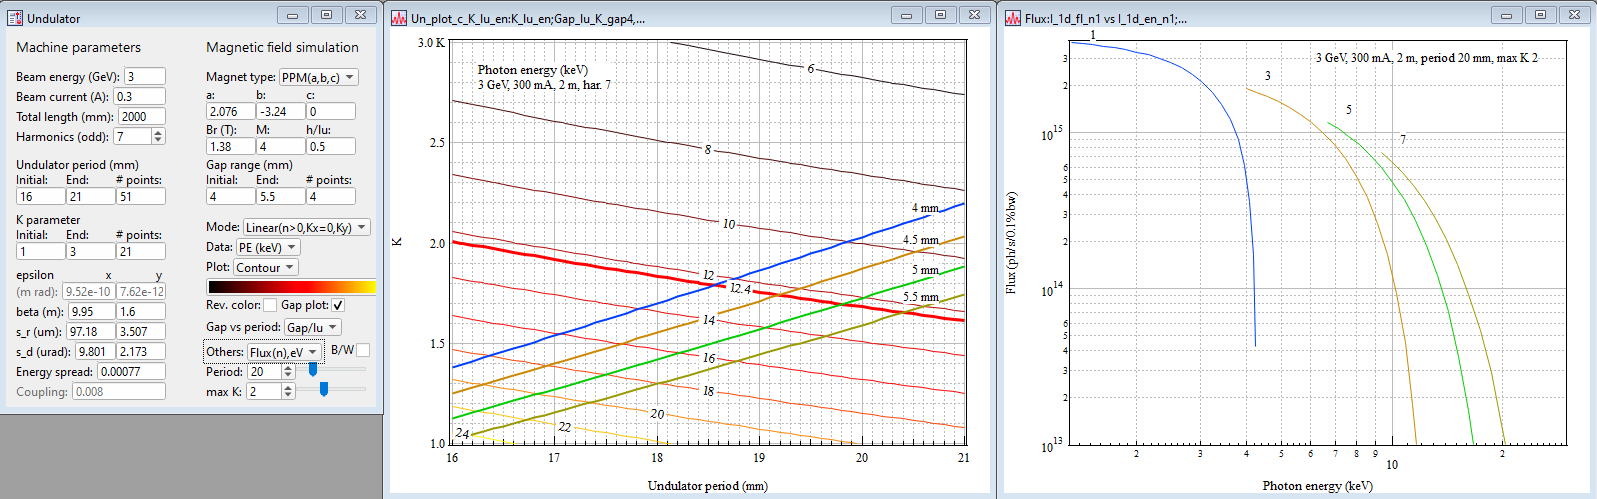 Undulator
Machine parameters
Beam energy (GeV): 3
Beam current (A): 0.3
Total length (mm): 2000
Harmonics (odd): 7
Undulator period (mm)
Initial: End: # points:
16 21 51
K parameter
Initial: End: # points:
1 3 21
epsilon x y
(m rad) 9.52e-10 7.62e-12
beta (m): 9.95 1.6
s_r (um): 97.18 3.507
s_d (urad): 9.801 2.173
Energy spread: 0.00077
Coupling: 0.008
Magnetic field simulation
Magnet type: PPM(a,b,c)
a: b: c:
2.076 -3.24 0
Br (T): M: h/lu:
1.38 4 0.5
Gap range (mm)
Initial: End: # points:
4 5.5 4
Mode: Linear(n>0,Kx=0,Ky)
Data: PE (keV)
Plot: Contour
Rev. color: Gap plot:
Gap vs period: Gap/lu
Others: Flux(n),eV B/W
Period: 20
max K: 2
Un_plot_c_K_lu_en:K_lu_en;Gap_lu_K_gap4,...
3.0 K
Photon energy (keV)
3 GeV, 300 mA, 2 m, har. 7
6
2.5
8
10
4 mm
2.0
4.5 mm
K
12
5 mm
12.4
5.5 mm
14
1.5
16
18
20
22
24
1.0
16 17 18 19 20 21
Undulator period (mm)
Flux:I_1d_fl_n1 vs I_1d_en_n1;...
1
3 GeV, 300 mA, 2 m, period 20 mm, max K 2
3
3
2
5
10^15
7
6
5
4
3
2
Flux (ph/s/0.1%bw)
10^14
6
5
4
3
2
10^13
2 3 4 5 6 7 8 9 10 2
Photon energy (keV)